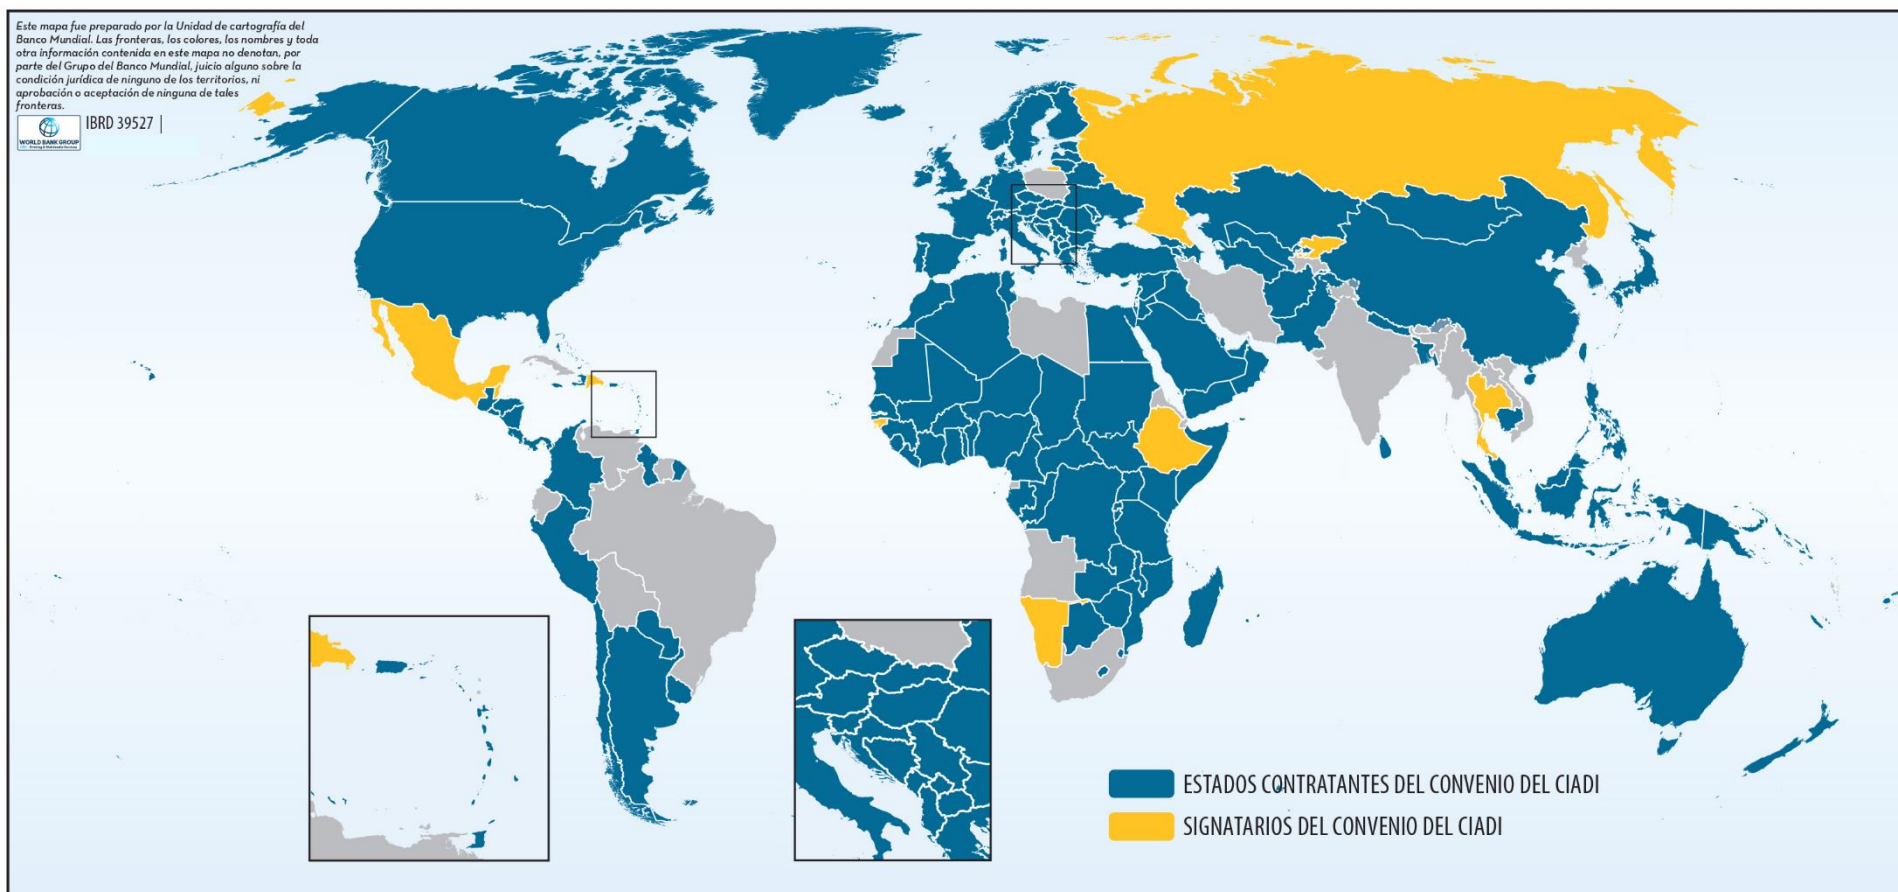 Este mapa fue preparado por la Unidad de cartografía del
Banco Mundial. Las fronteras, los colores, los nombres y toda
otra información contenida en este mapa no denotan, por
parte del Grupo del Banco Mundial, juicio alguno sobre la
condición jurídica de ninguno de los territorios, ni
aprobación o aceptación de ninguna de tales
fronteras.
IBRD 39527 |
WORLD BANK GROUP
ESTADOS CONTRATANTES DEL CONVENIO DEL CIADI
SIGNATARIOS DEL CONVENIO DEL CIADI